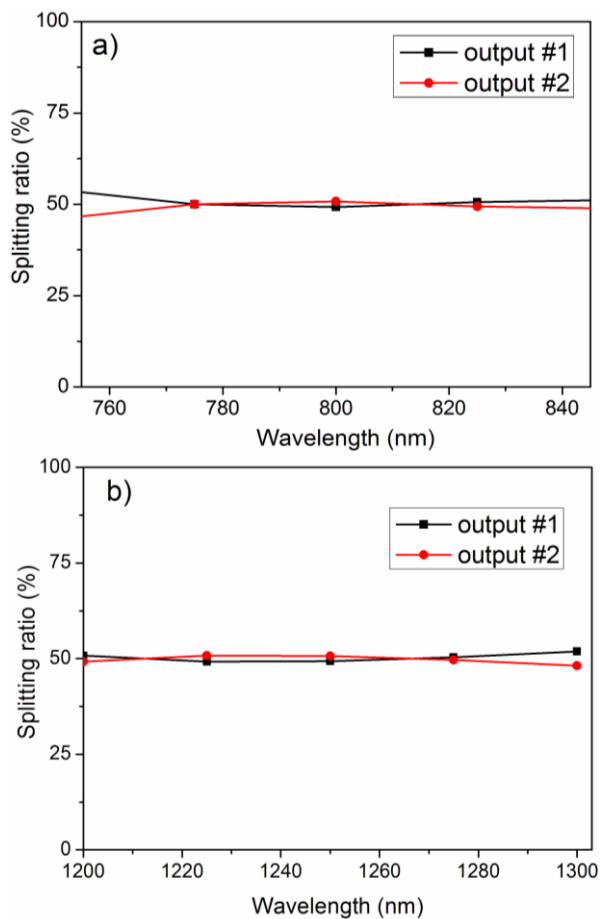 a)
output #1
output #2
Splitting ratio (%)
100
75
50
25
0
760
780
800
820
840
Wavelength (nm)
b)
output #1
output #2
Splitting ratio (%)
100
75
50
25
0
1200
1220
1240
1260
1280
1300
Wavelength (nm)